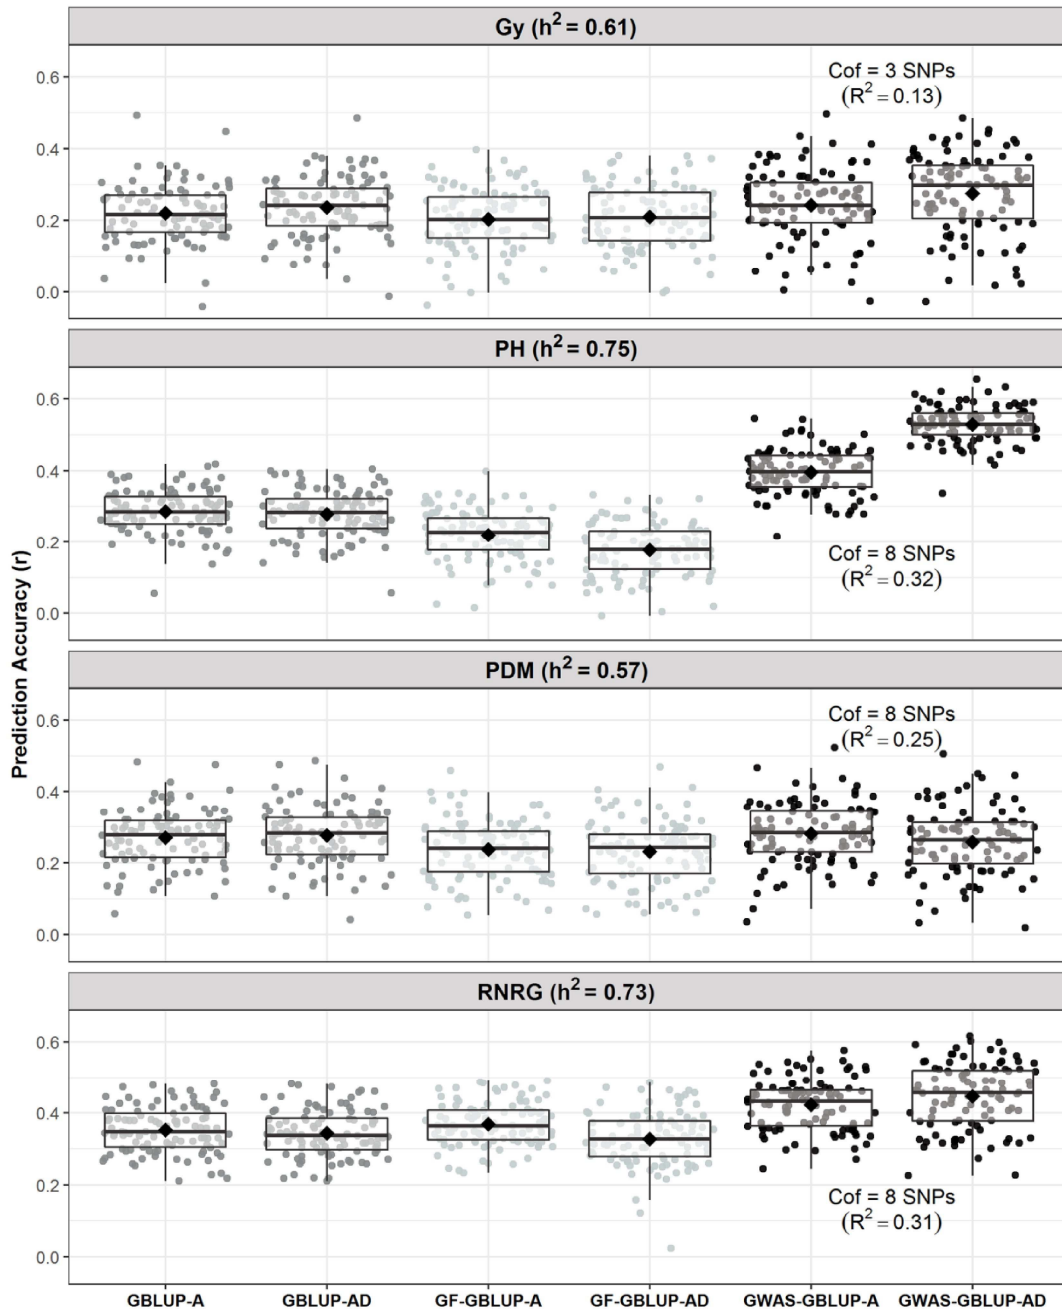 Gy (h² = 0.61)
0.6
Cof = 3 SNPs
(R² = 0.13)
0.4
0.2
0.0
PH (h² = 0.75)
0.6
0.4
0.2
Cof = 8 SNPs
(R² = 0.32)
0.0
Prediction Accuracy (r)
PDM (h² = 0.57)
0.6
Cof = 8 SNPs
(R² = 0.25)
0.4
0.2
0.0
RNRG (h² = 0.73)
0.6
0.4
0.2
Cof = 8 SNPs
(R² = 0.31)
0.0
GBLUP-A GBLUP-AD GF-GBLUP-A GF-GBLUP-AD GWAS-GBLUP-A GWAS-GBLUP-AD